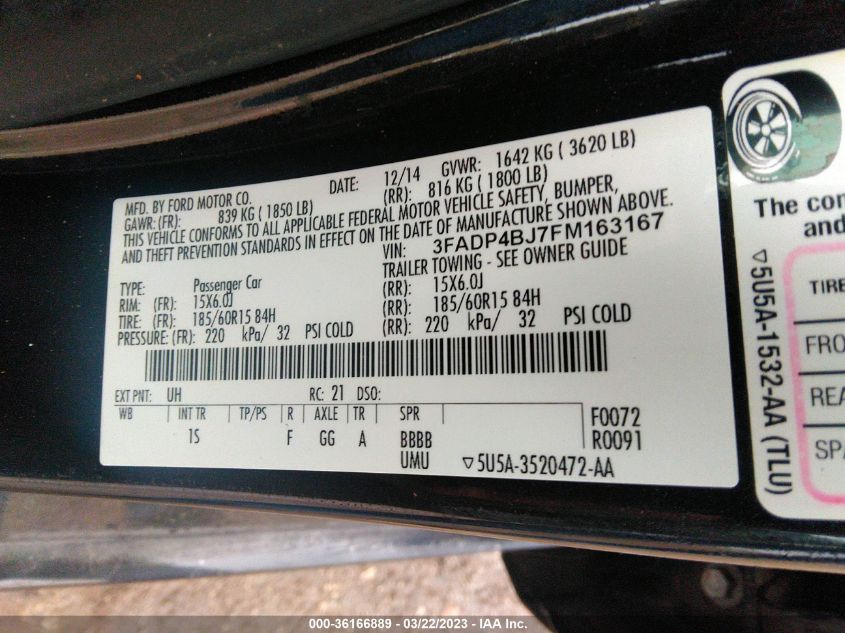 MFD. BY FORD MOTOR CO. DATE: 12/14 GVWR: 1642 KG ( 3620 LB)
GAWR: (FR): 839 KG ( 1850 LB) (RR): 816 KG ( 1800 LB)
THIS VEHICLE CONFORMS TO ALL APPLICABLE FEDERAL MOTOR VEHICLE SAFETY, BUMPER,
AND THEFT PREVENTION STANDARDS IN EFFECT ON THE DATE OF MANUFACTURE SHOWN ABOVE.
VIN: 3FADP4BJ7FM163167
TYPE: Passenger Car TRAILER TOWING - SEE OWNER GUIDE
RIM: (FR): 15X6.0J (RR): 15X6.0J
TIRE: (FR): 185/60R15 84H (RR): 185/60R15 84H
PRESSURE: (FR): 220 kPa/ 32 PSI COLD (RR): 220 kPa/ 32 PSI COLD
EXT PNT: UH RC: 21 DSO:
WB INT TR TP/PS R AXLE TR SPR F0072
1S F GG A BBBB R0091
UMU ▽5U5A-3520472-AA
The con
and
TIRE
FRO
REA
SPA
▽5U5A-1532-AA (TLU)
000-36166889 - 03/22/2023 - © IAA Inc.